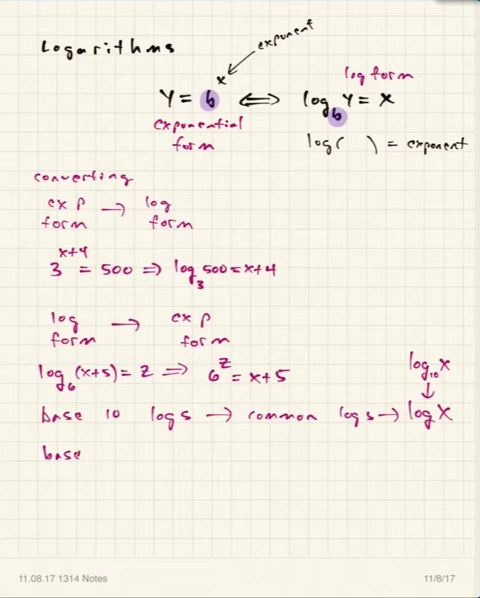 Logarithms
exponent
log form
y = b^x ⟺ log_b y = x
exponential form
log( ) = exponent
converting
exp form → log form
3^(x+4) = 500 ⇒ log_3 500 = x+4
log form → exp form
log_6 (x+5) = z ⇒ 6^z = x+5
log_10 x
↓
base 10 logs → common logs → log x
base
11.08.17 1314 Notes
11/8/17